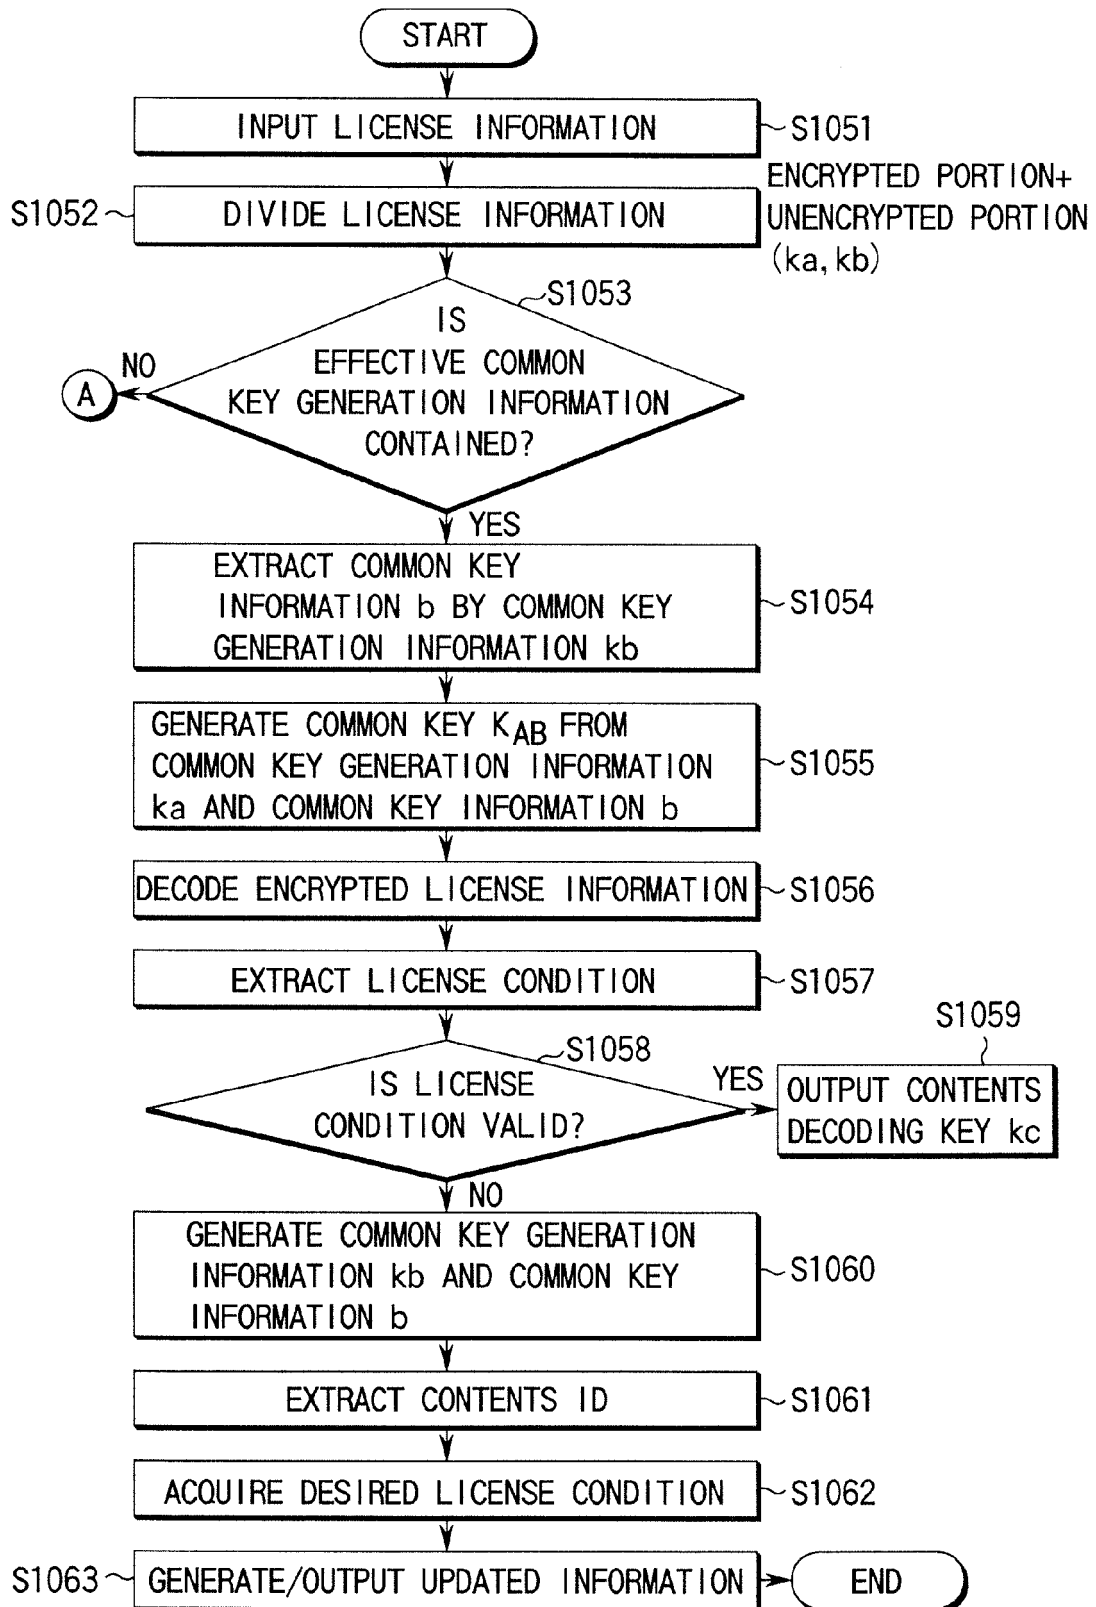 START
INPUT LICENSE INFORMATION
S1051
S1052
DIVIDE LICENSE INFORMATION
ENCRYPTED PORTION+
UNENCRYPTED PORTION
(ka, kb)
S1053
IS
EFFECTIVE COMMON
KEY GENERATION INFORMATION
CONTAINED?
NO
A
YES
EXTRACT COMMON KEY
INFORMATION b BY COMMON KEY
GENERATION INFORMATION kb
S1054
GENERATE COMMON KEY KAB FROM
COMMON KEY GENERATION INFORMATION
ka AND COMMON KEY INFORMATION b
S1055
DECODE ENCRYPTED LICENSE INFORMATION
S1056
EXTRACT LICENSE CONDITION
S1057
S1058
IS LICENSE
CONDITION VALID?
YES
S1059
OUTPUT CONTENTS
DECODING KEY kc
NO
GENERATE COMMON KEY GENERATION
INFORMATION kb AND COMMON KEY
INFORMATION b
S1060
EXTRACT CONTENTS ID
S1061
ACQUIRE DESIRED LICENSE CONDITION
S1062
S1063
GENERATE/OUTPUT UPDATED INFORMATION
END